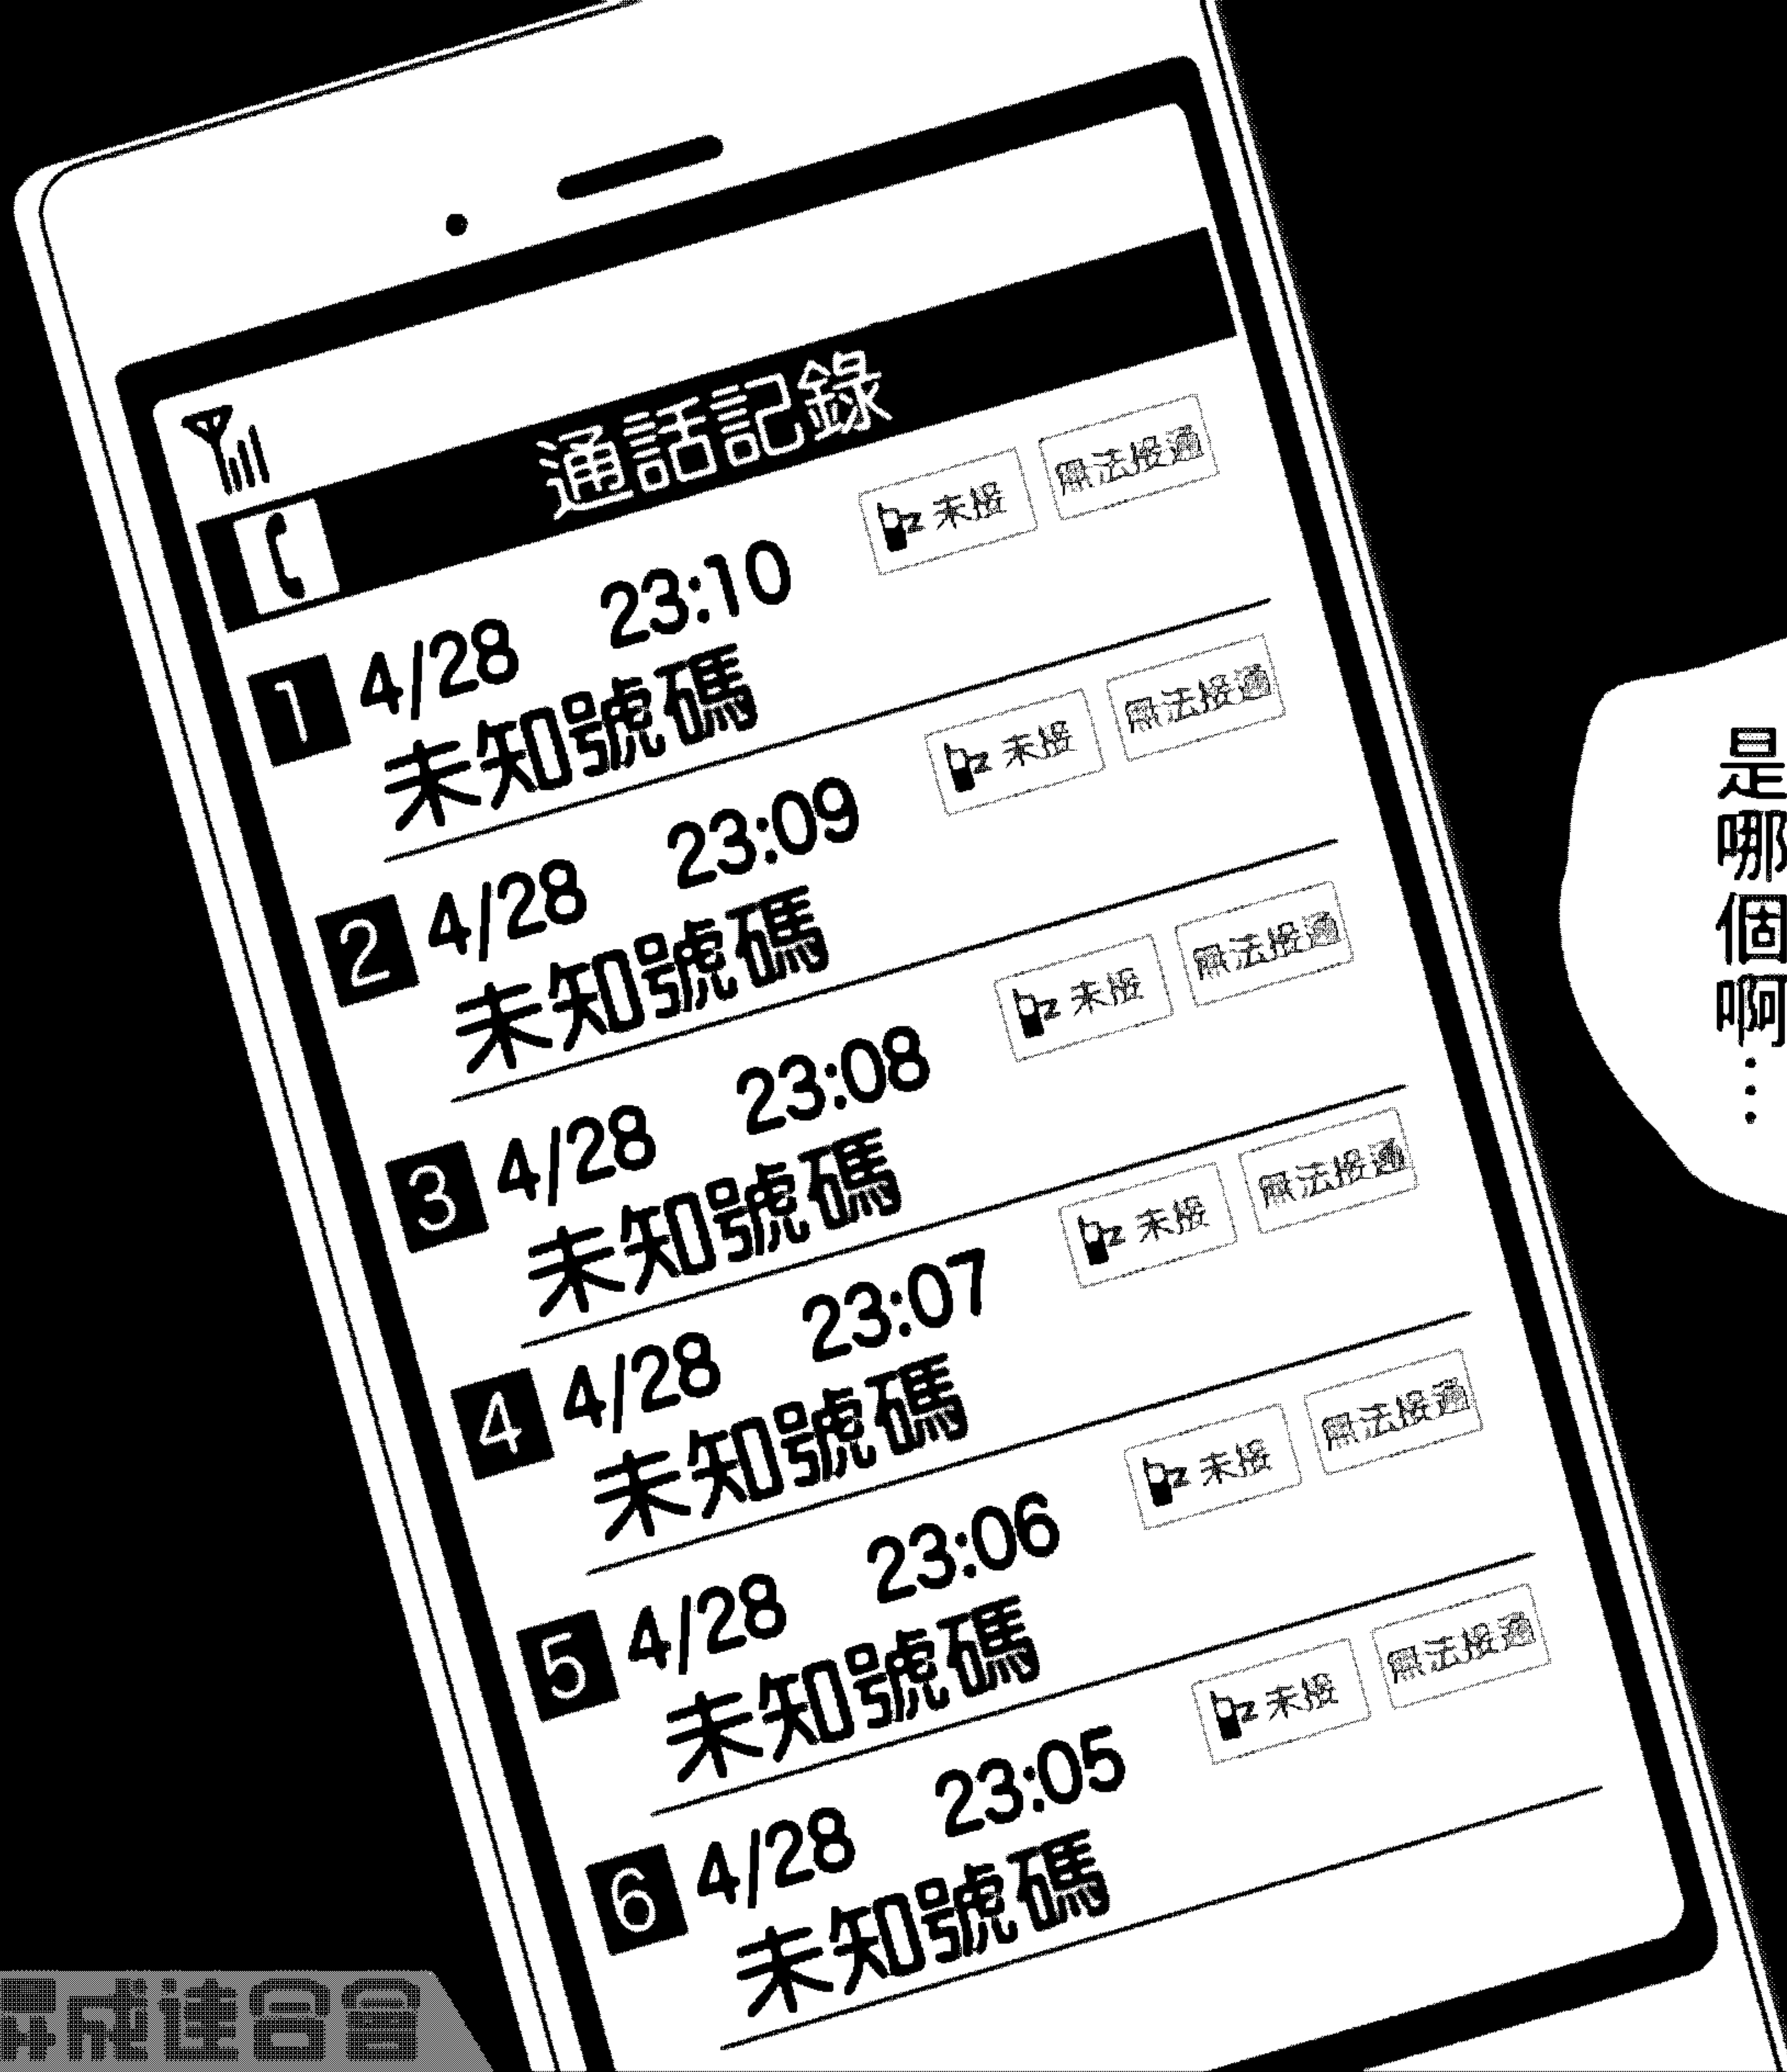 通話記錄
未接 無法接通
1 4/28 23:10
未知號碼
未接 無法接通
2 4/28 23:09
未知號碼
未接 無法接通
3 4/28 23:08
未知號碼
未接 無法接通
4 4/28 23:07
未知號碼
未接 無法接通
5 4/28 23:06
未知號碼
未接 無法接通
6 4/28 23:05
未知號碼
是哪個啊…